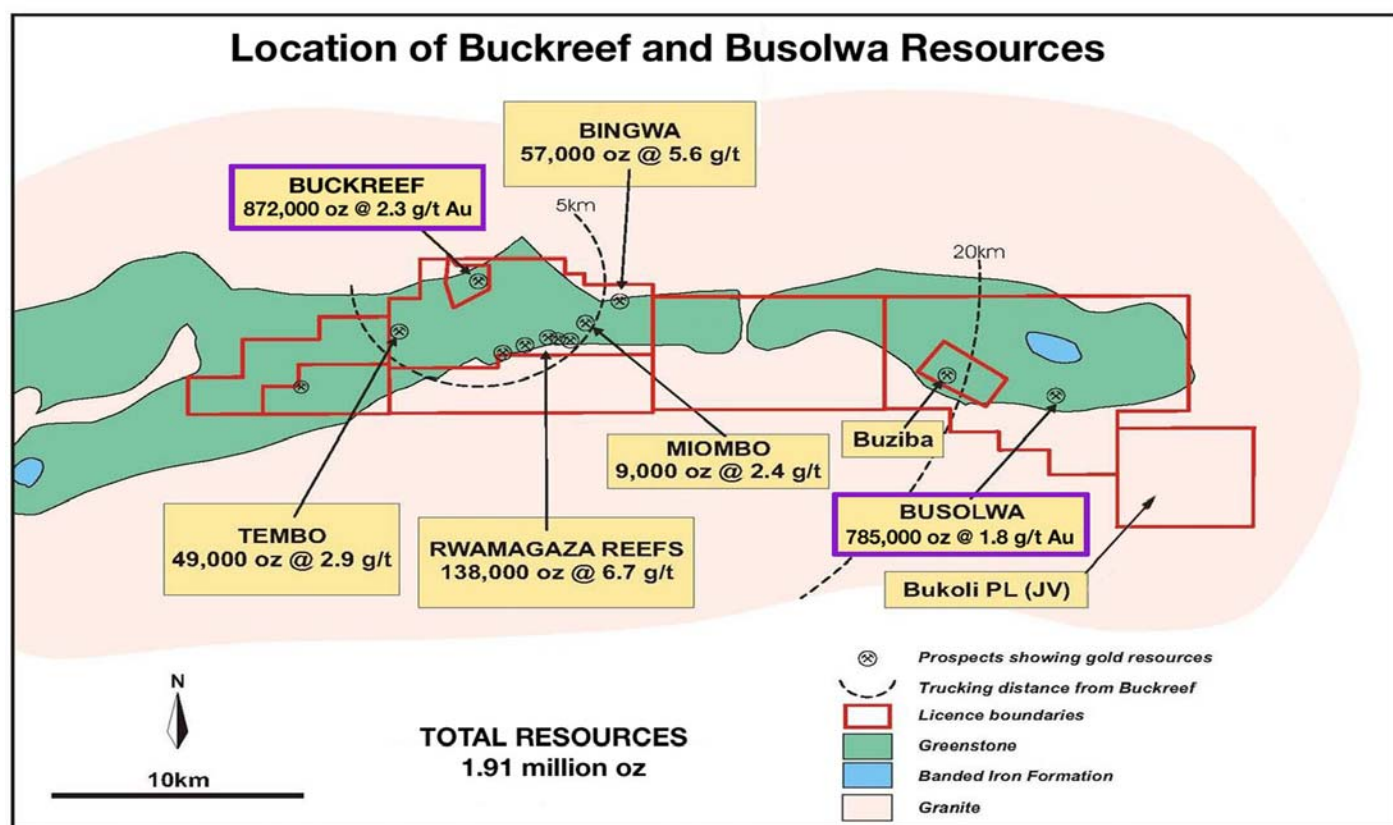 Location of Buckreef and Busolwa Resources
BINGWA
57,000 oz @ 5.6 g/t
BUCKREEF
872,000 oz @ 2.3 g/t Au
5km
20km
Buziba
MIOMBO
9,000 oz @ 2.4 g/t
TEMBO
49,000 oz @ 2.9 g/t
RWAMAGAZA REEFS
138,000 oz @ 6.7 g/t
BUSOLWA
785,000 oz @ 1.8 g/t Au
Bukoli PL (JV)
Prospects showing gold resources
Trucking distance from Buckreef
Licence boundaries
Greenstone
Banded Iron Formation
Granite
N
10km
TOTAL RESOURCES
1.91 million oz